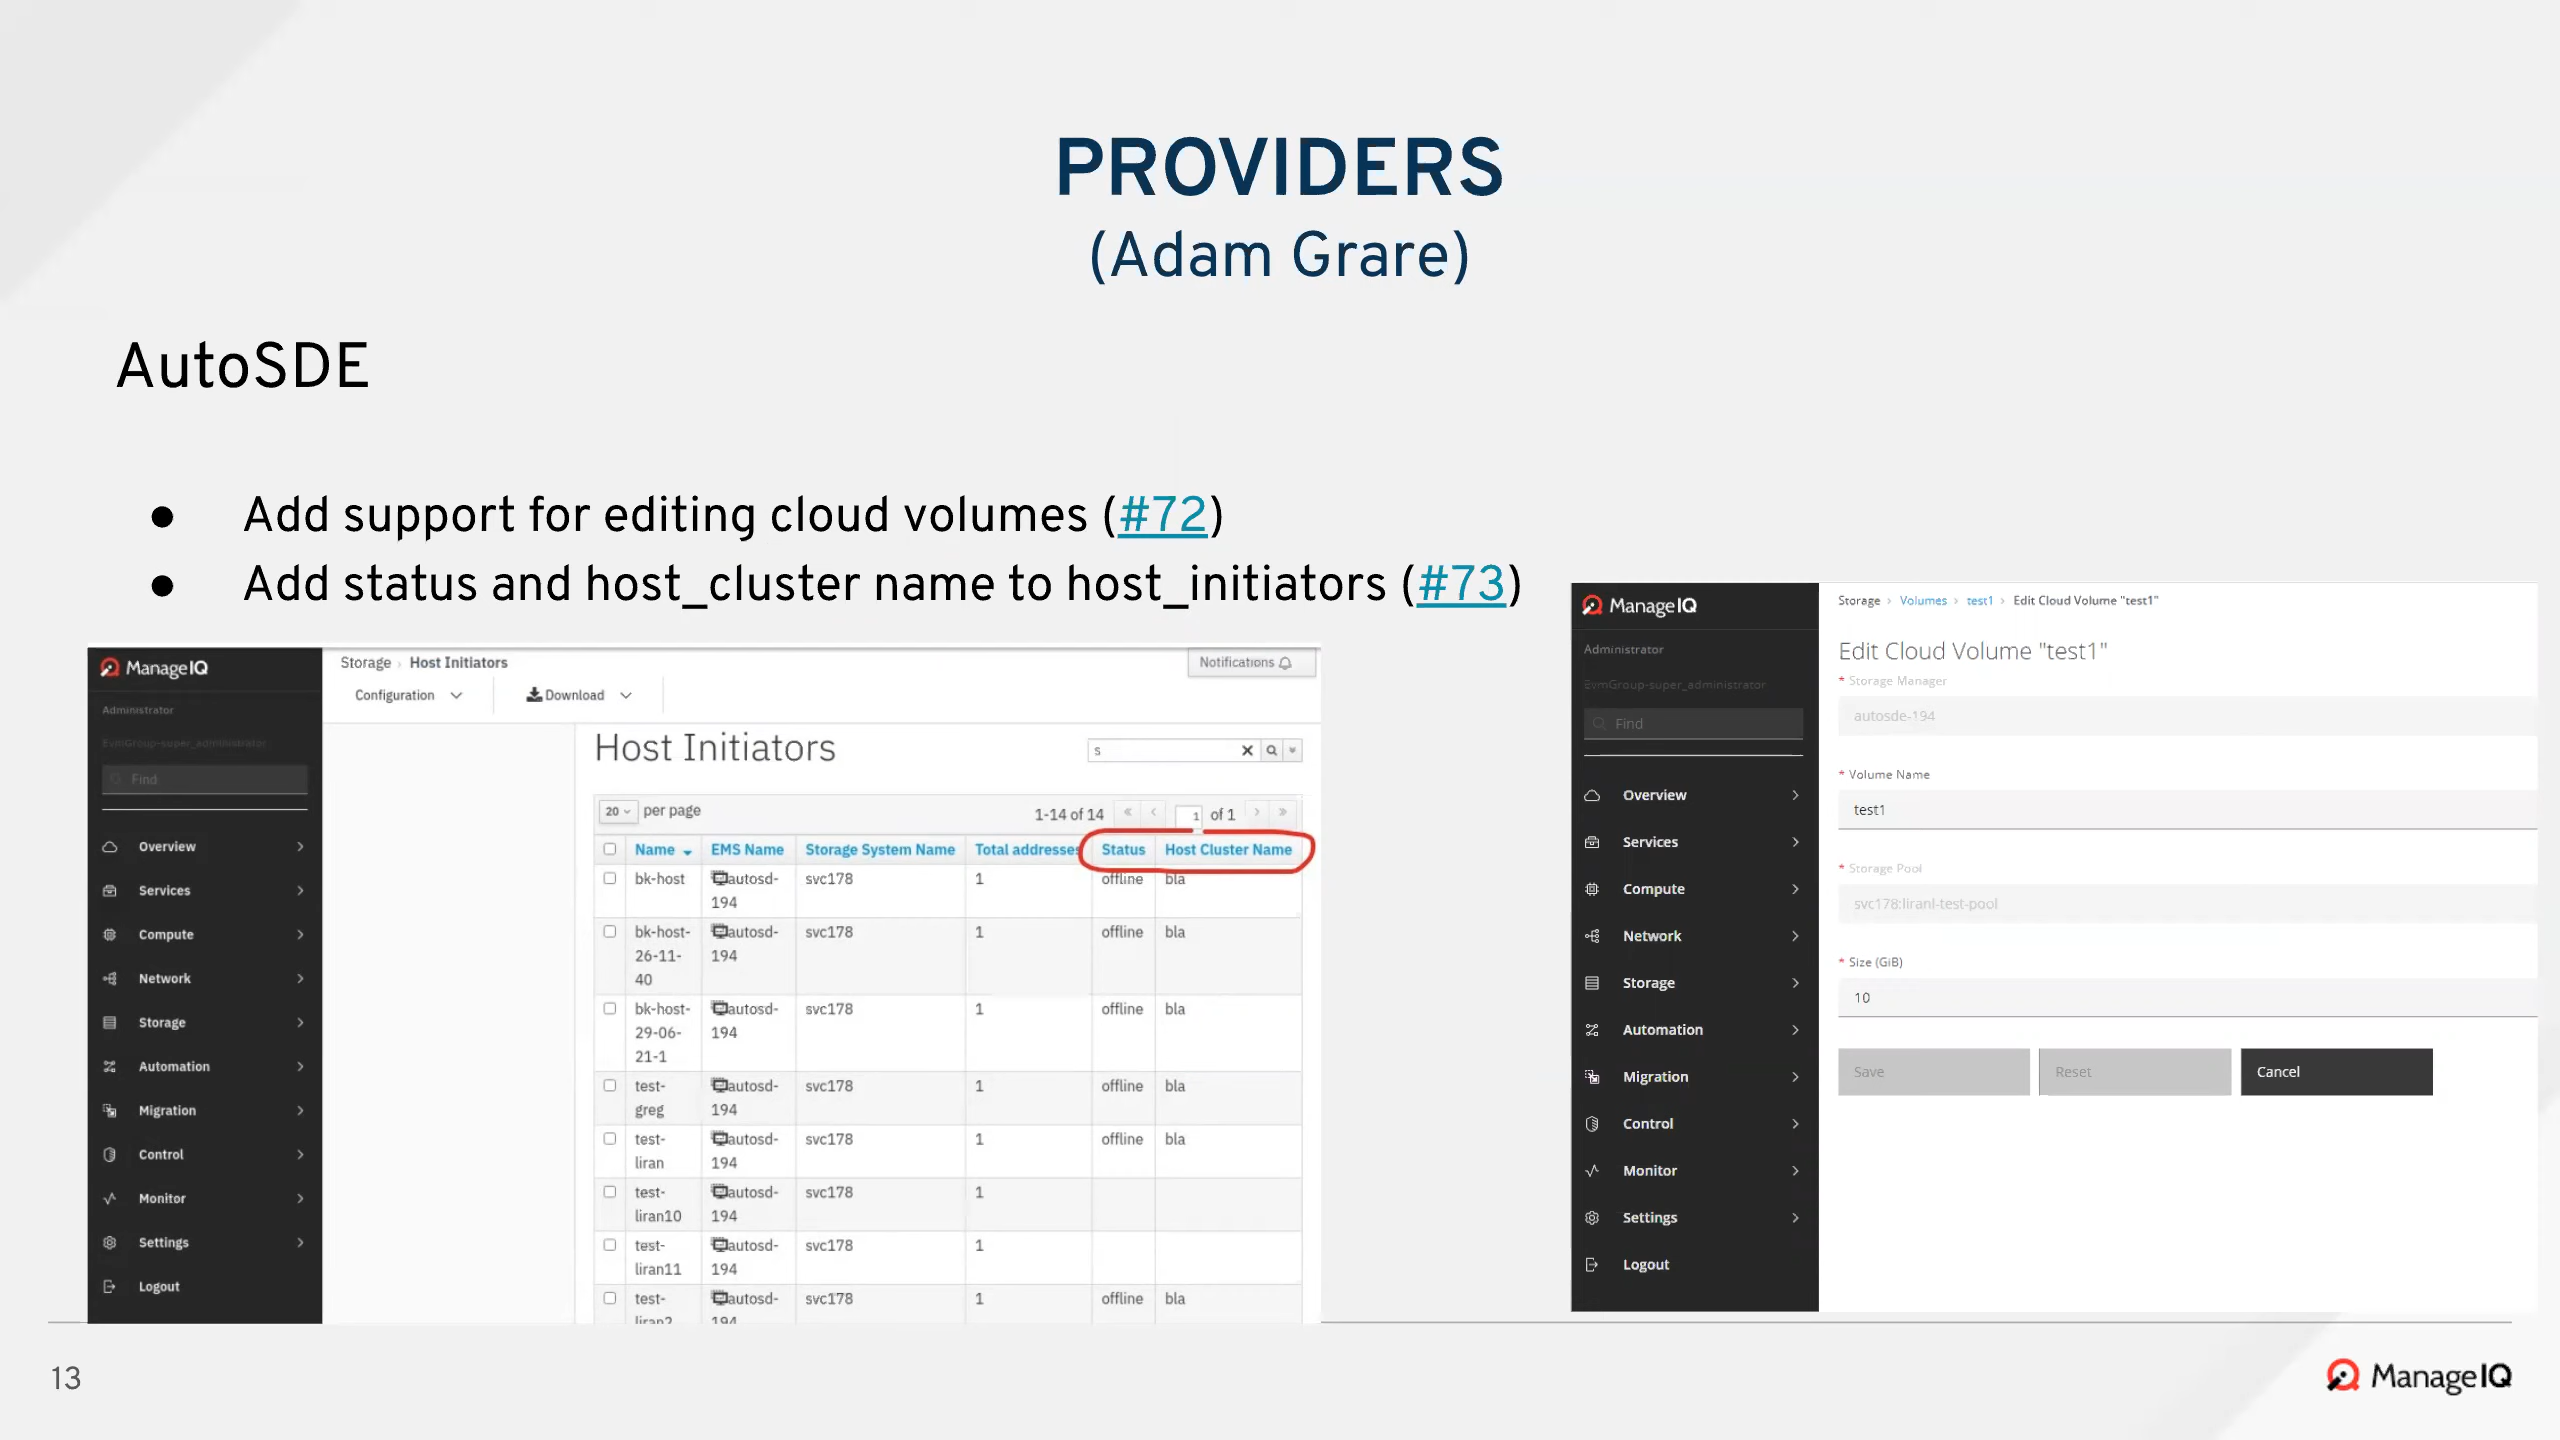 PROVIDERS
(Adam Grare)
AutoSDE
● Add support for editing cloud volumes (#72)
● Add status and host_cluster name to host_initiators (#73)
ManageIQ
Administrator
EvmGroup-super_administrator
Find
Overview
Services
Compute
Network
Storage
Automation
Migration
Control
Monitor
Settings
Logout
Storage › Host Initiators
Notifications
Configuration
Download
Host Initiators
s
20 per page
1-14 of 14 « ‹ 1 of 1 › »
Name EMS Name Storage System Name Total addresses Status Host Cluster Name
bk-host autosd-194 svc178 1 offline bla
bk-host-26-11-40 autosd-194 svc178 1 offline bla
bk-host-29-06-21-1 autosd-194 svc178 1 offline bla
test-greg autosd-194 svc178 1 offline bla
test-liran autosd-194 svc178 1 offline bla
test-liran10 autosd-194 svc178 1
test-liran11 autosd-194 svc178 1
test-liran2 autosd-194 svc178 1 offline bla
ManageIQ
Administrator
EvmGroup-super_administrator
Find
Overview
Services
Compute
Network
Storage
Automation
Migration
Control
Monitor
Settings
Logout
Storage › Volumes › test1 › Edit Cloud Volume "test1"
Edit Cloud Volume "test1"
* Storage Manager
autosde-194
* Volume Name
test1
* Storage Pool
svc178:liranl-test-pool
* Size (GiB)
10
Save
Reset
Cancel
13
ManageIQ